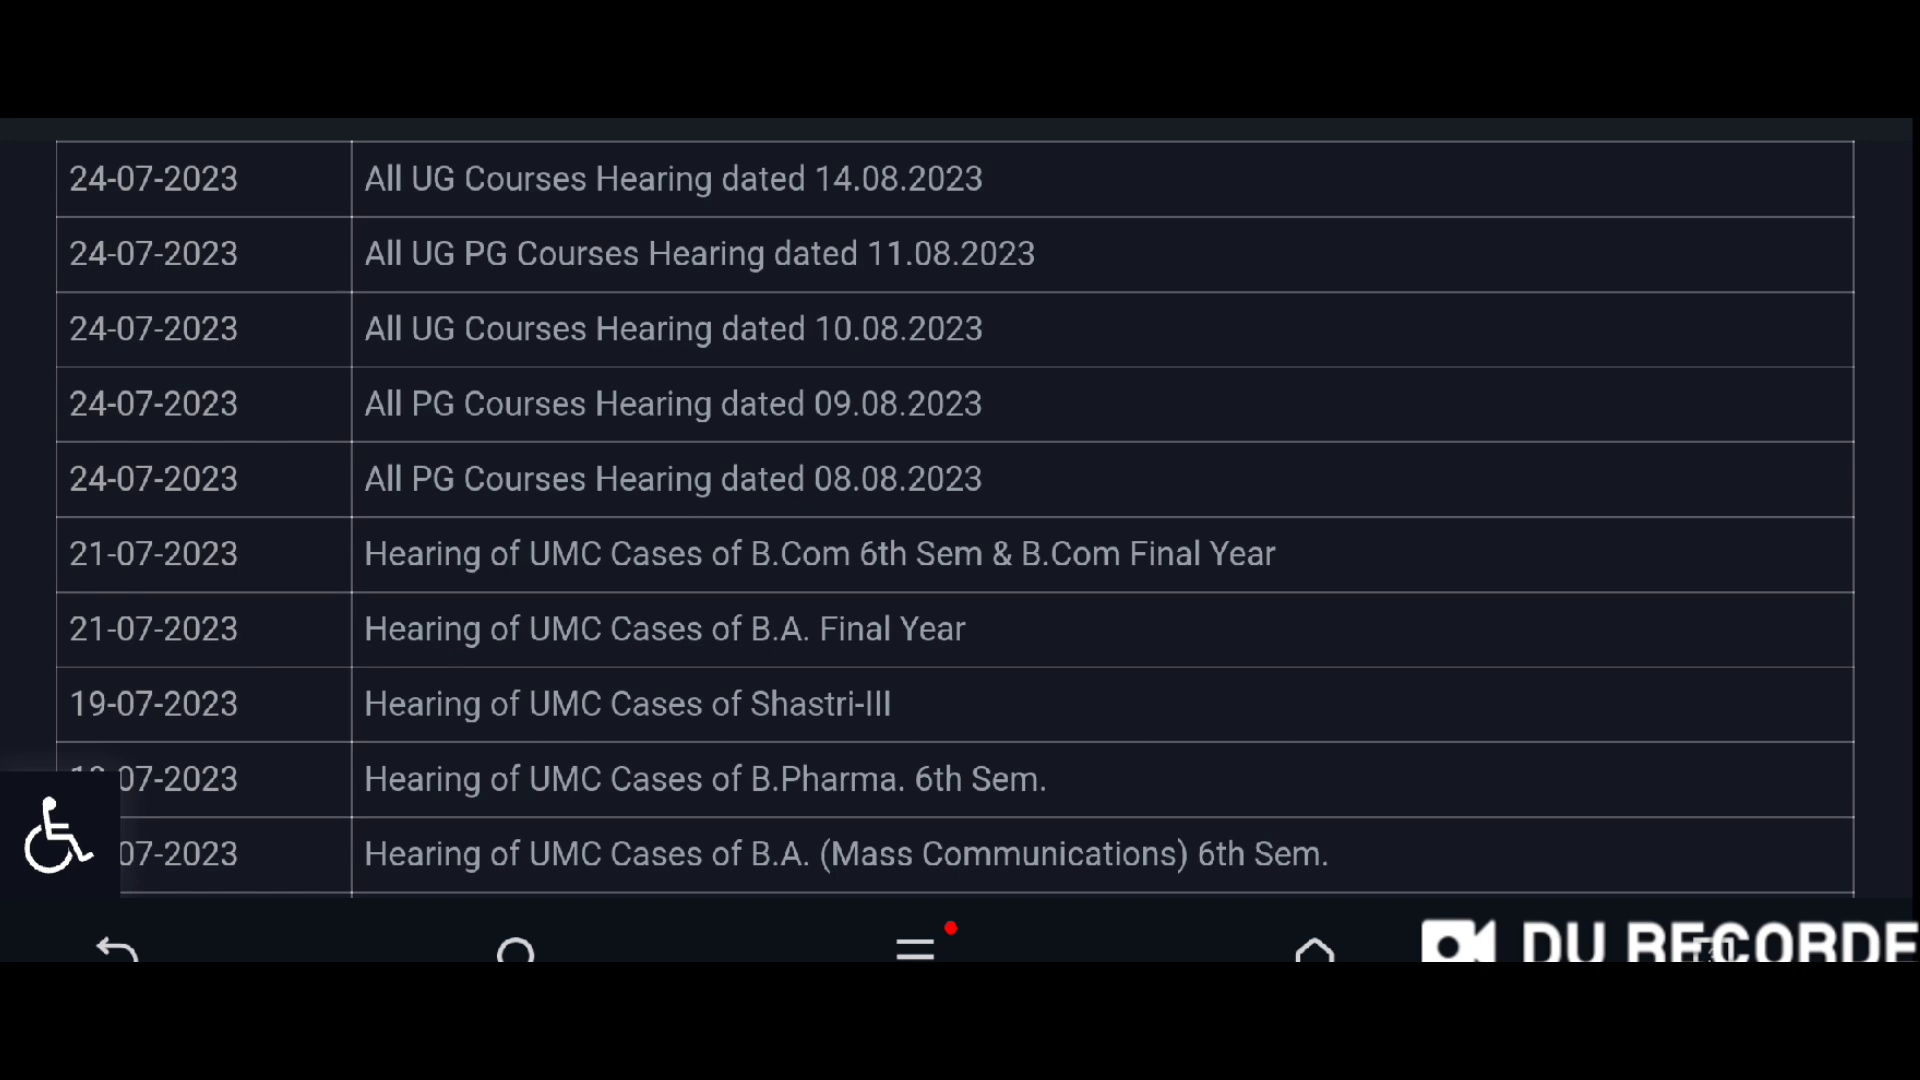 24-07-2023 All UG Courses Hearing dated 14.08.2023
24-07-2023 All UG PG Courses Hearing dated 11.08.2023
24-07-2023 All UG Courses Hearing dated 10.08.2023
24-07-2023 All PG Courses Hearing dated 09.08.2023
24-07-2023 All PG Courses Hearing dated 08.08.2023
21-07-2023 Hearing of UMC Cases of B.Com 6th Sem & B.Com Final Year
21-07-2023 Hearing of UMC Cases of B.A. Final Year
19-07-2023 Hearing of UMC Cases of Shastri-III
07-2023 Hearing of UMC Cases of B.Pharma. 6th Sem.
07-2023 Hearing of UMC Cases of B.A. (Mass Communications) 6th Sem.
DU RECORDE